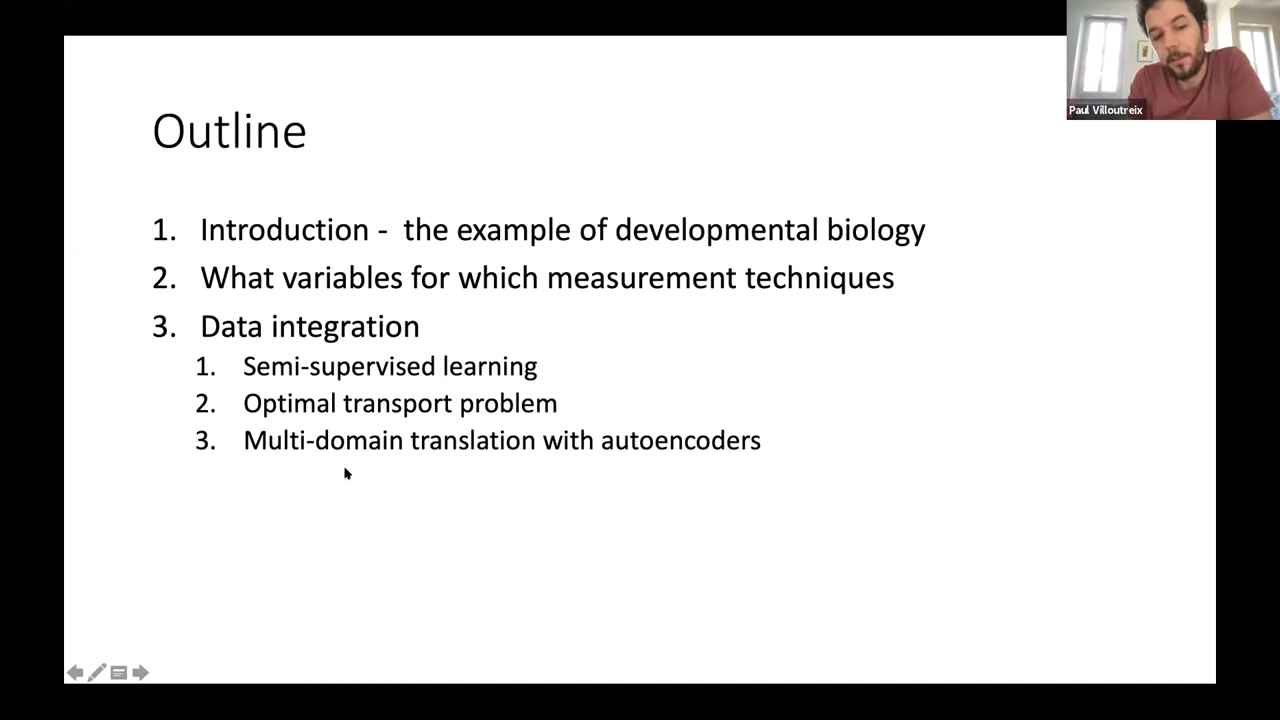 Paul Villoutreix
Outline
1. Introduction - the example of developmental biology
2. What variables for which measurement techniques
3. Data integration
1. Semi-supervised learning
2. Optimal transport problem
3. Multi-domain translation with autoencoders